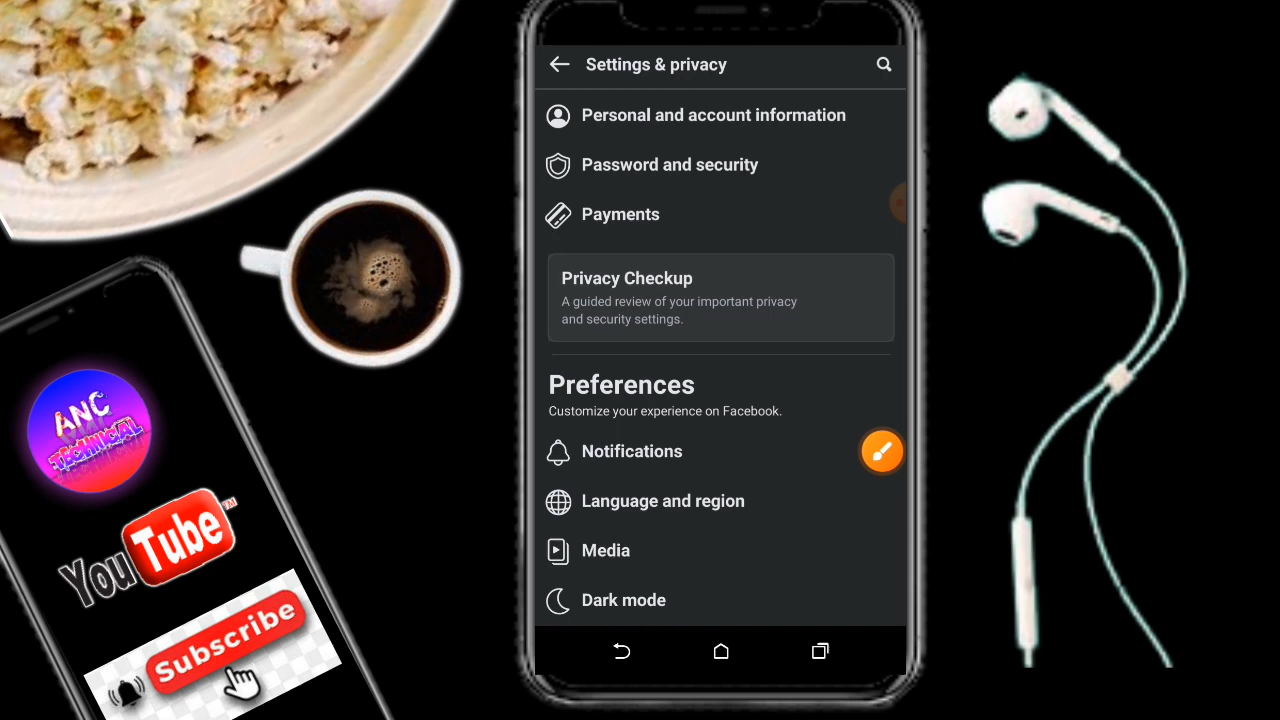 Settings & privacy
Personal and account information
Password and security
Payments
Privacy Checkup
A guided review of your important privacy
and security settings.
Preferences
Customize your experience on Facebook.
Notifications
Language and region
Media
Dark mode
ANC
TECHNICAL
YouTube™
Subscribe